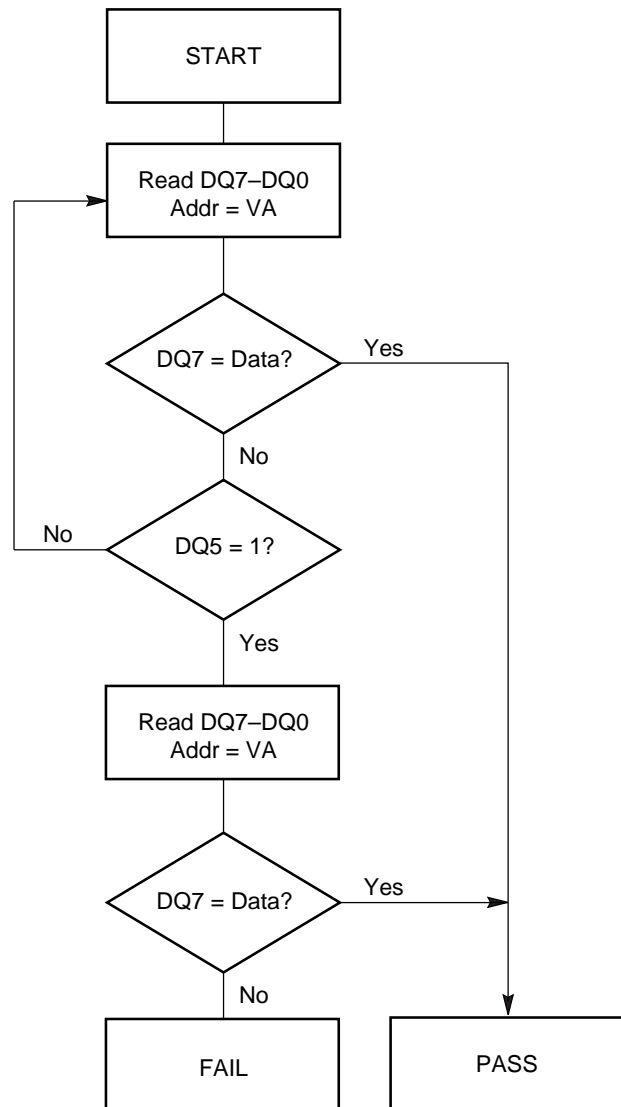 START
Read DQ7–DQ0
Addr = VA
DQ7 = Data?
Yes
No
No
DQ5 = 1?
Yes
Read DQ7–DQ0
Addr = VA
DQ7 = Data?
Yes
No
FAIL
PASS